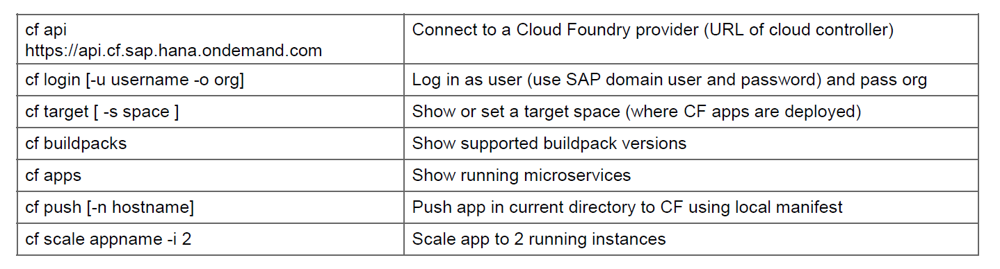 cf api
https://api.cf.sap.hana.ondemand.com
Connect to a Cloud Foundry provider (URL of cloud controller)
cf login [-u username -o org]
Log in as user (use SAP domain user and password) and pass org
cf target [ -s space ]
Show or set a target space (where CF apps are deployed)
cf buildpacks
Show supported buildpack versions
cf apps
Show running microservices
cf push [-n hostname]
Push app in current directory to CF using local manifest
cf scale appname -i 2
Scale app to 2 running instances